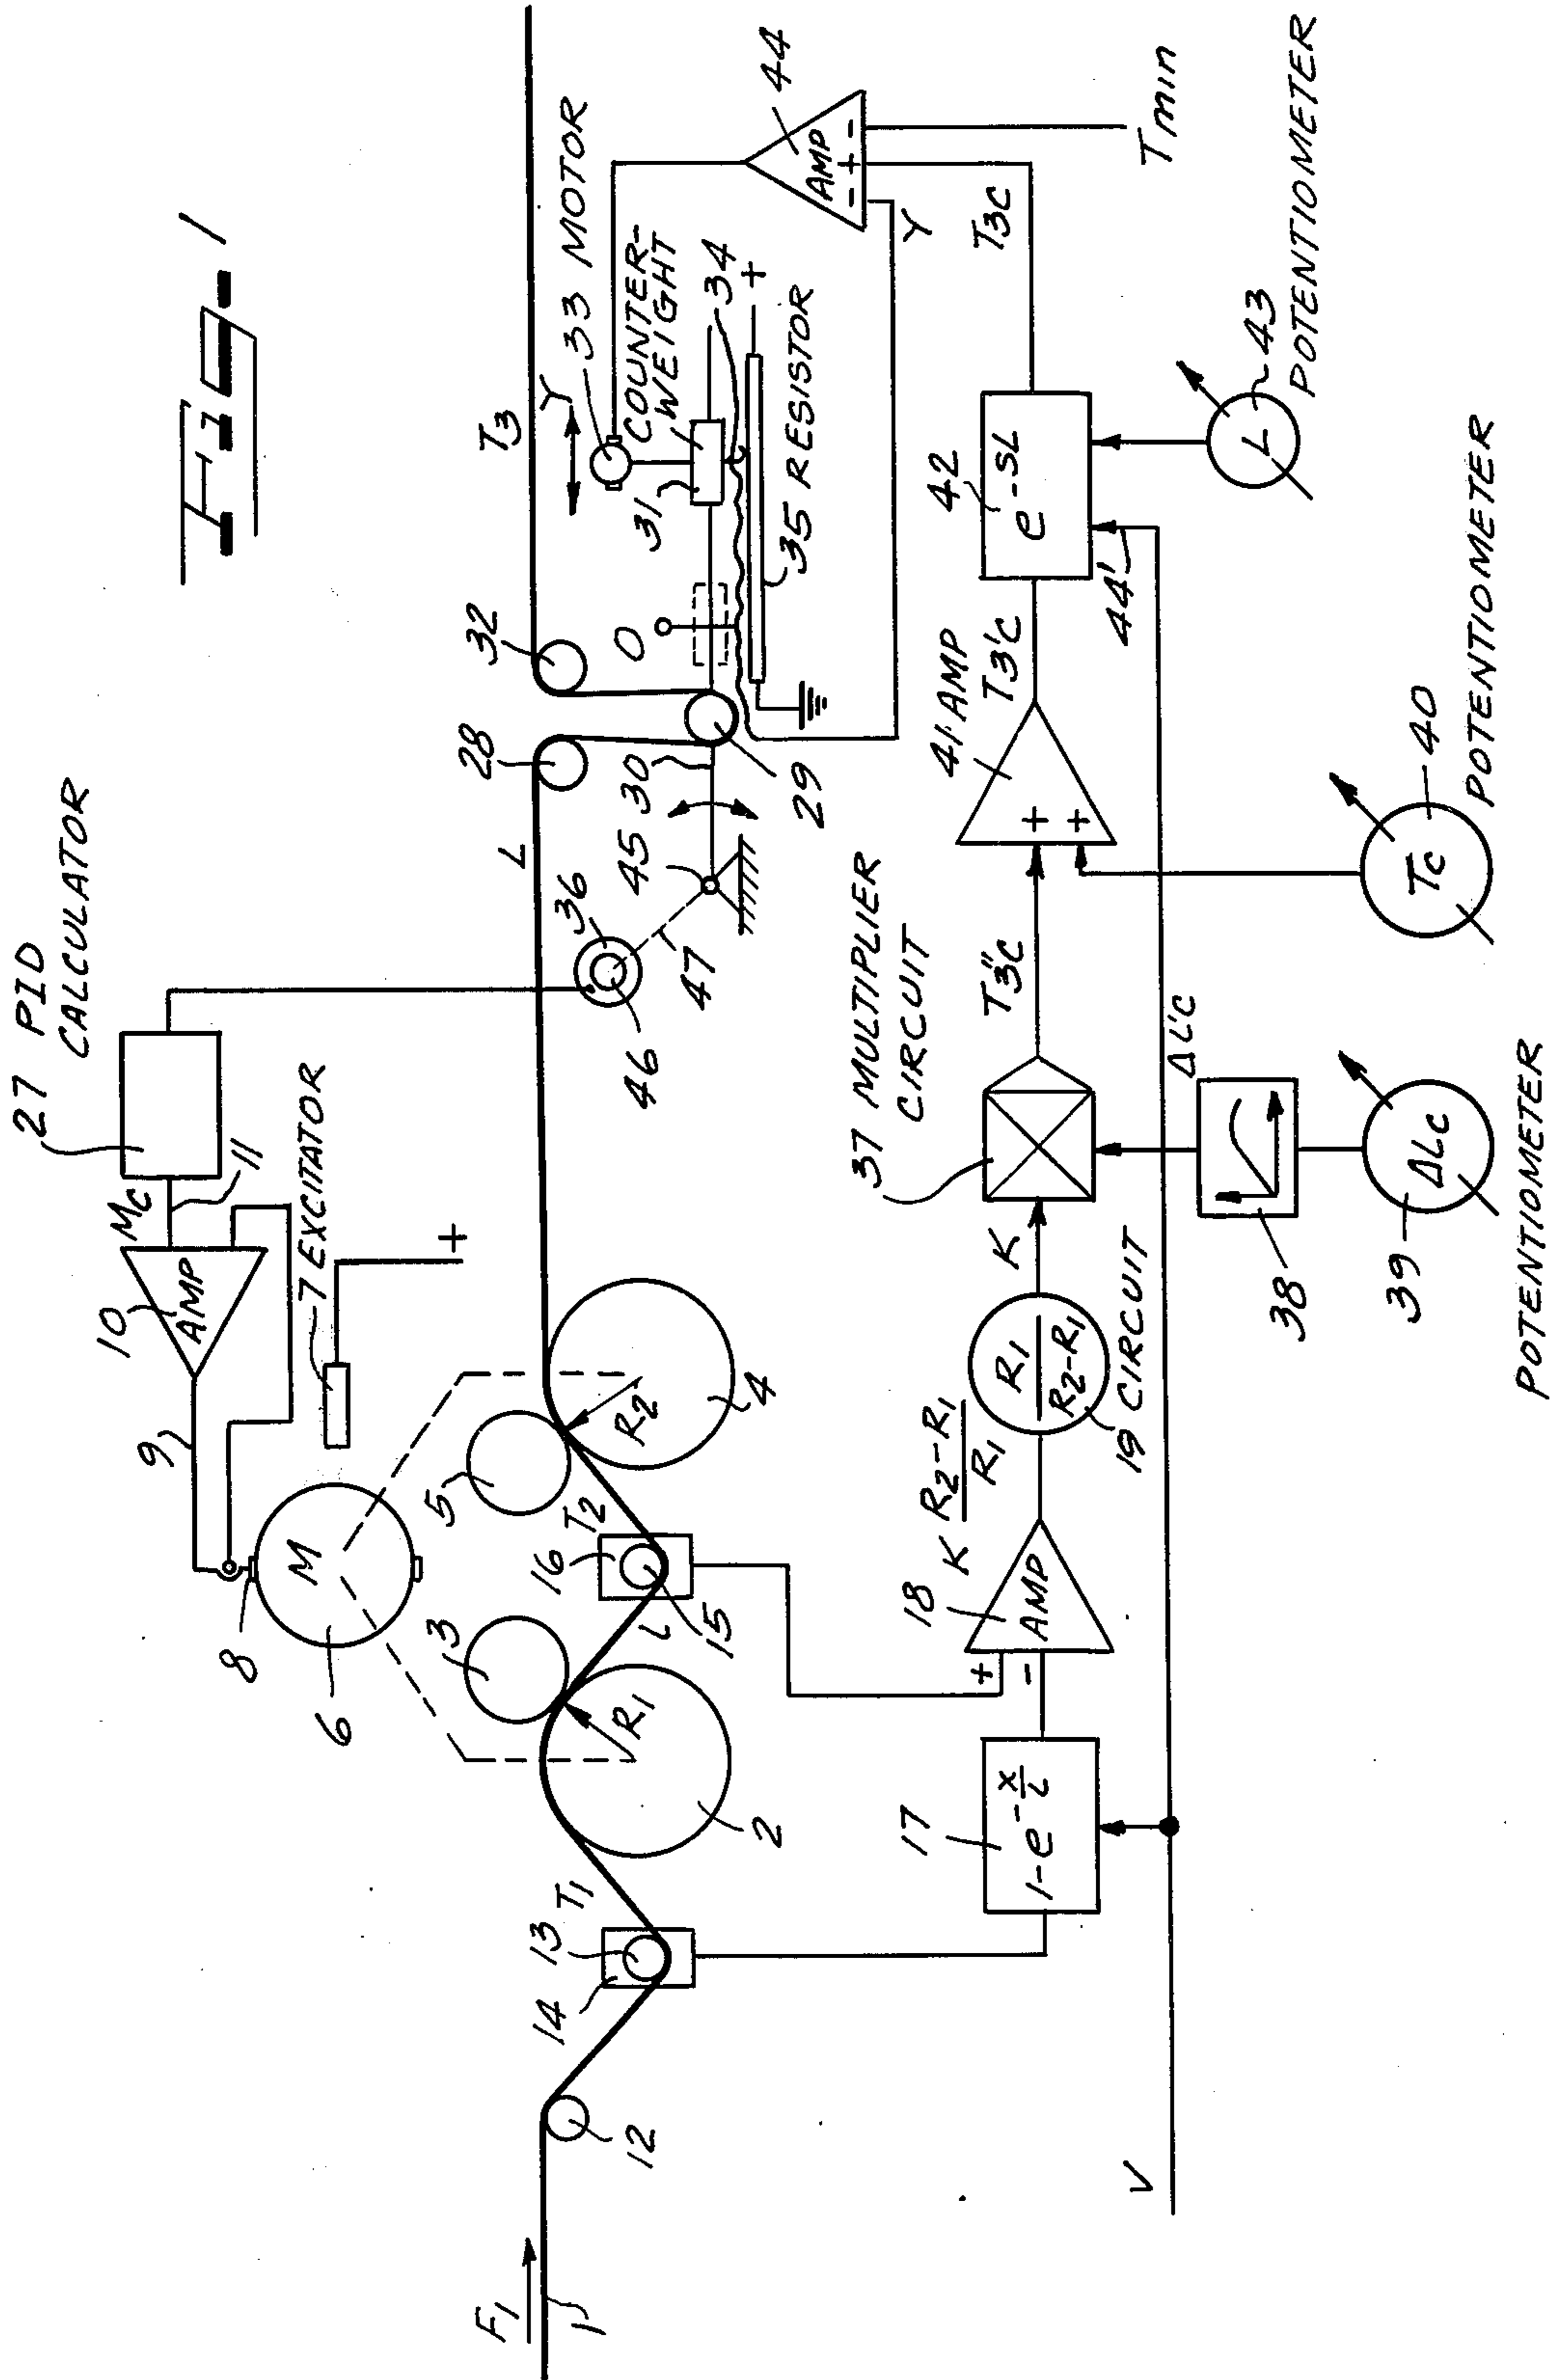 Fig-1
27 PID
CALCULATOR
10
AMP
Mc
11
7 EXCITATOR
+
9
8
M
6
F1
1
12
14
13
T1
2
R1
3
L
15
16
T2
5
R2
4
L
46
36
47
45
30
28
29
32
O
T3
Y
33 MOTOR
31
COUNTER-
WEIGHT
34
+
35 RESISTOR
44
AMP
- + -
Y
T3C
Tmin
V
17
1-e-x/L
+
-
AMP
18
K R2-R1/R1
R1/R2-R1
19 CIRCUIT
K
37 MULTIPLIER
CIRCUIT
T3"C
41 AMP
+
+
T3'C
42
e-SL
44'
L
43
POTENTIOMETER
ΔL'C
38
ΔLC
39
POTENTIOMETER
TC
40
POTENTIOMETER